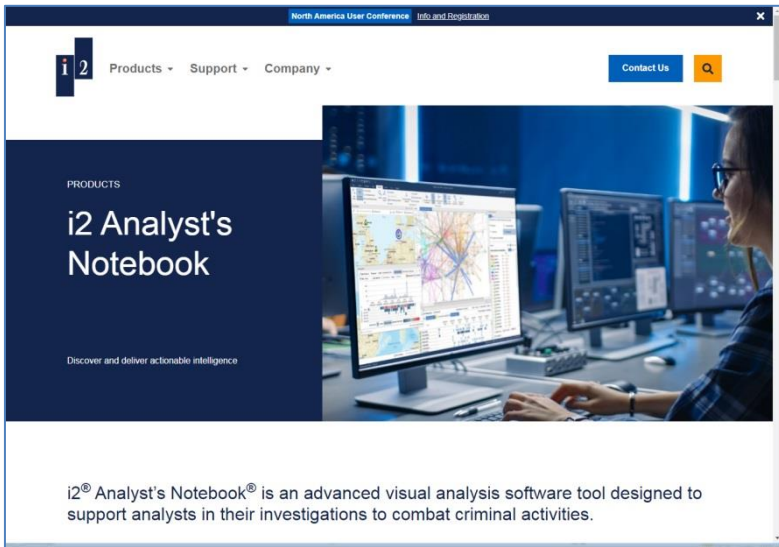 North America User Conference Info and Registration
i2
Products Support Company
Contact Us
PRODUCTS
i2 Analyst's
Notebook
Discover and deliver actionable intelligence
i2® Analyst's Notebook® is an advanced visual analysis software tool designed to
support analysts in their investigations to combat criminal activities.